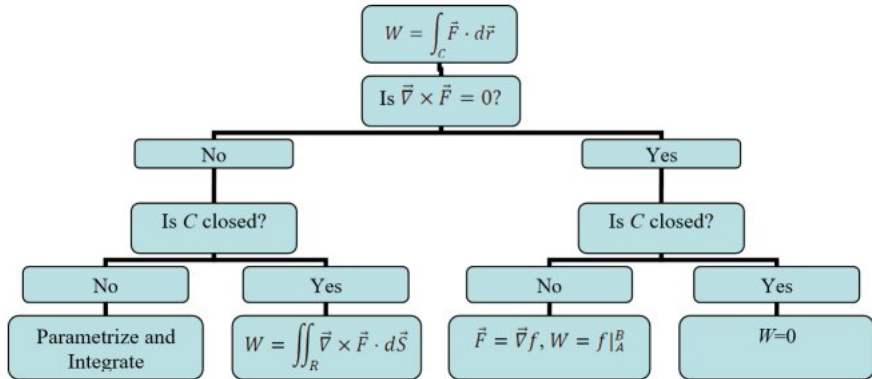 W = ∫_C F⃗ · dr⃗
Is ∇⃗ × F⃗ = 0?
No
Yes
Is C closed?
Is C closed?
No
Yes
No
Yes
Parametrize and
Integrate
W = ∬_R ∇⃗ × F⃗ · dS⃗
F⃗ = ∇⃗f, W = f|_A^B
W=0